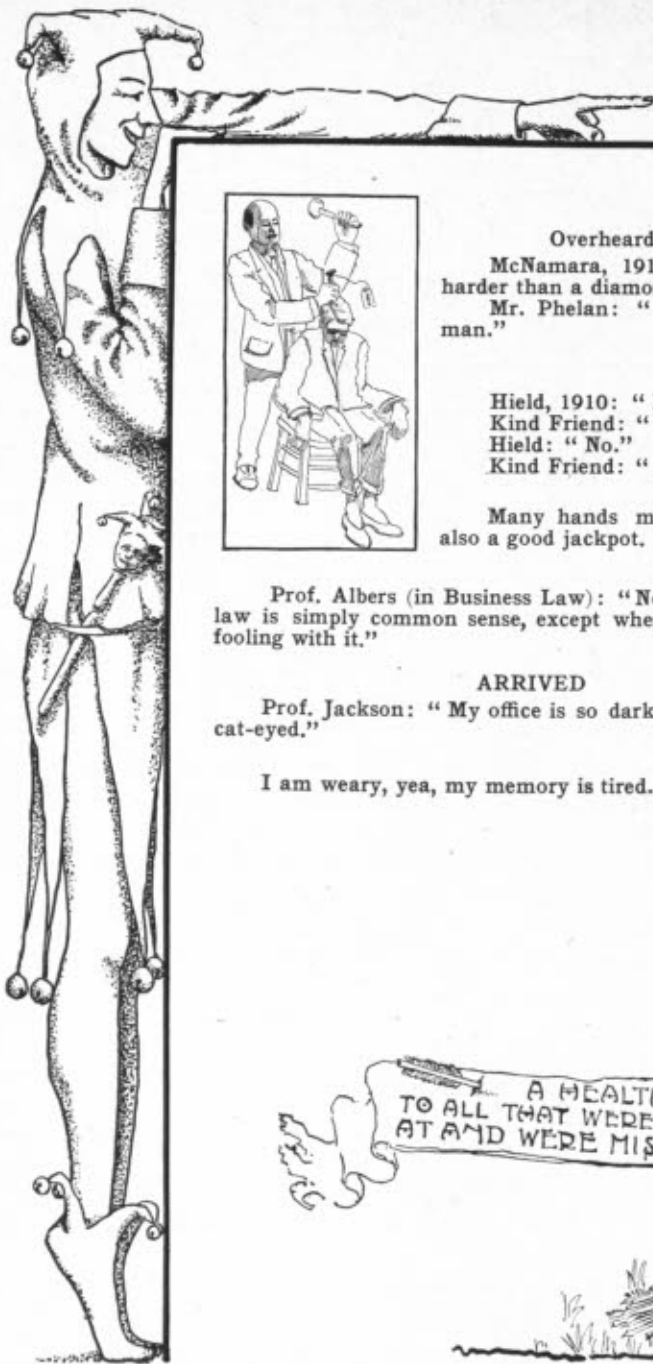 Overheard
McNamara, 191
harder than a diamo
Mr. Phelan: "
man."
Hield, 1910: "
Kind Friend: "
Hield: "No."
Kind Friend: "
Many hands m
also a good jackpot.
Prof. Albers (in Business Law): "No
law is simply common sense, except whe
fooling with it."
ARRIVED
Prof. Jackson: "My office is so dark
cat-eyed."
I am weary, yea, my memory is tired.
A HEALT
TO ALL THAT WERE
AT AND WERE MIS